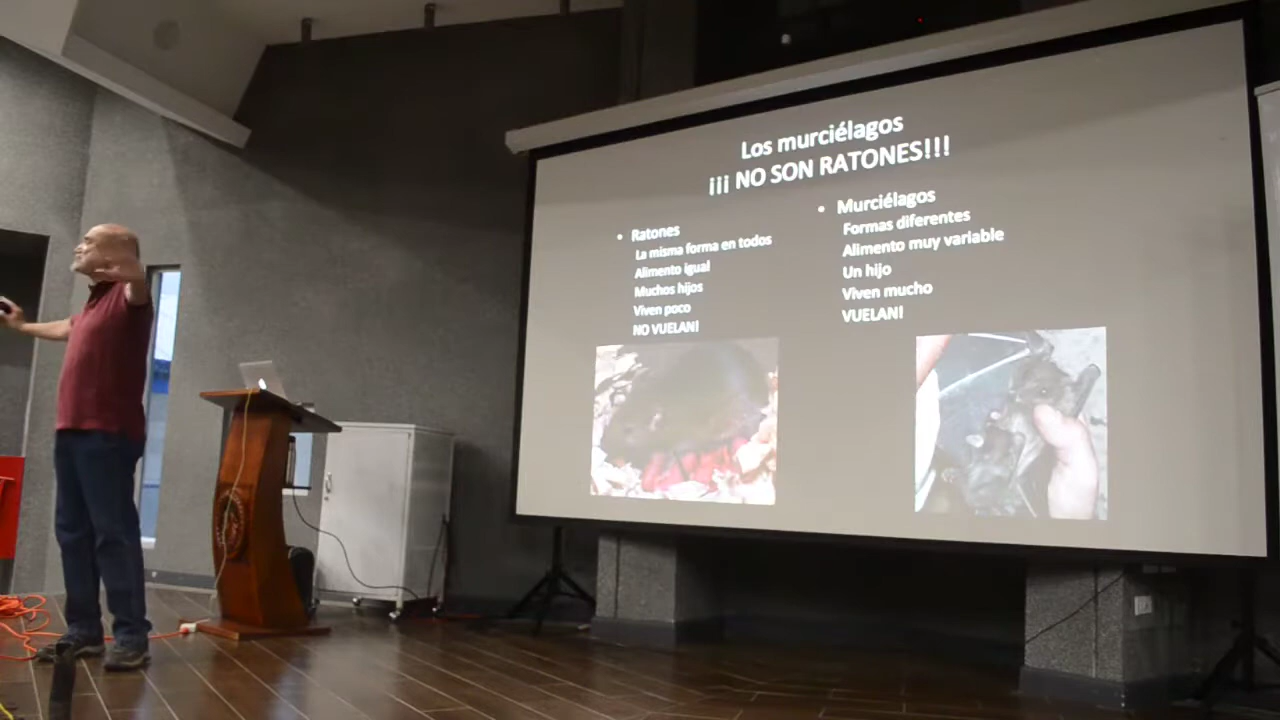 Los murciélagos
¡¡¡ NO SON RATONES!!!
• Ratones
La misma forma en todos
Alimento igual
Muchos hijos
Viven poco
NO VUELAN!
• Murciélagos
Formas diferentes
Alimento muy variable
Un hijo
Viven mucho
VUELAN!